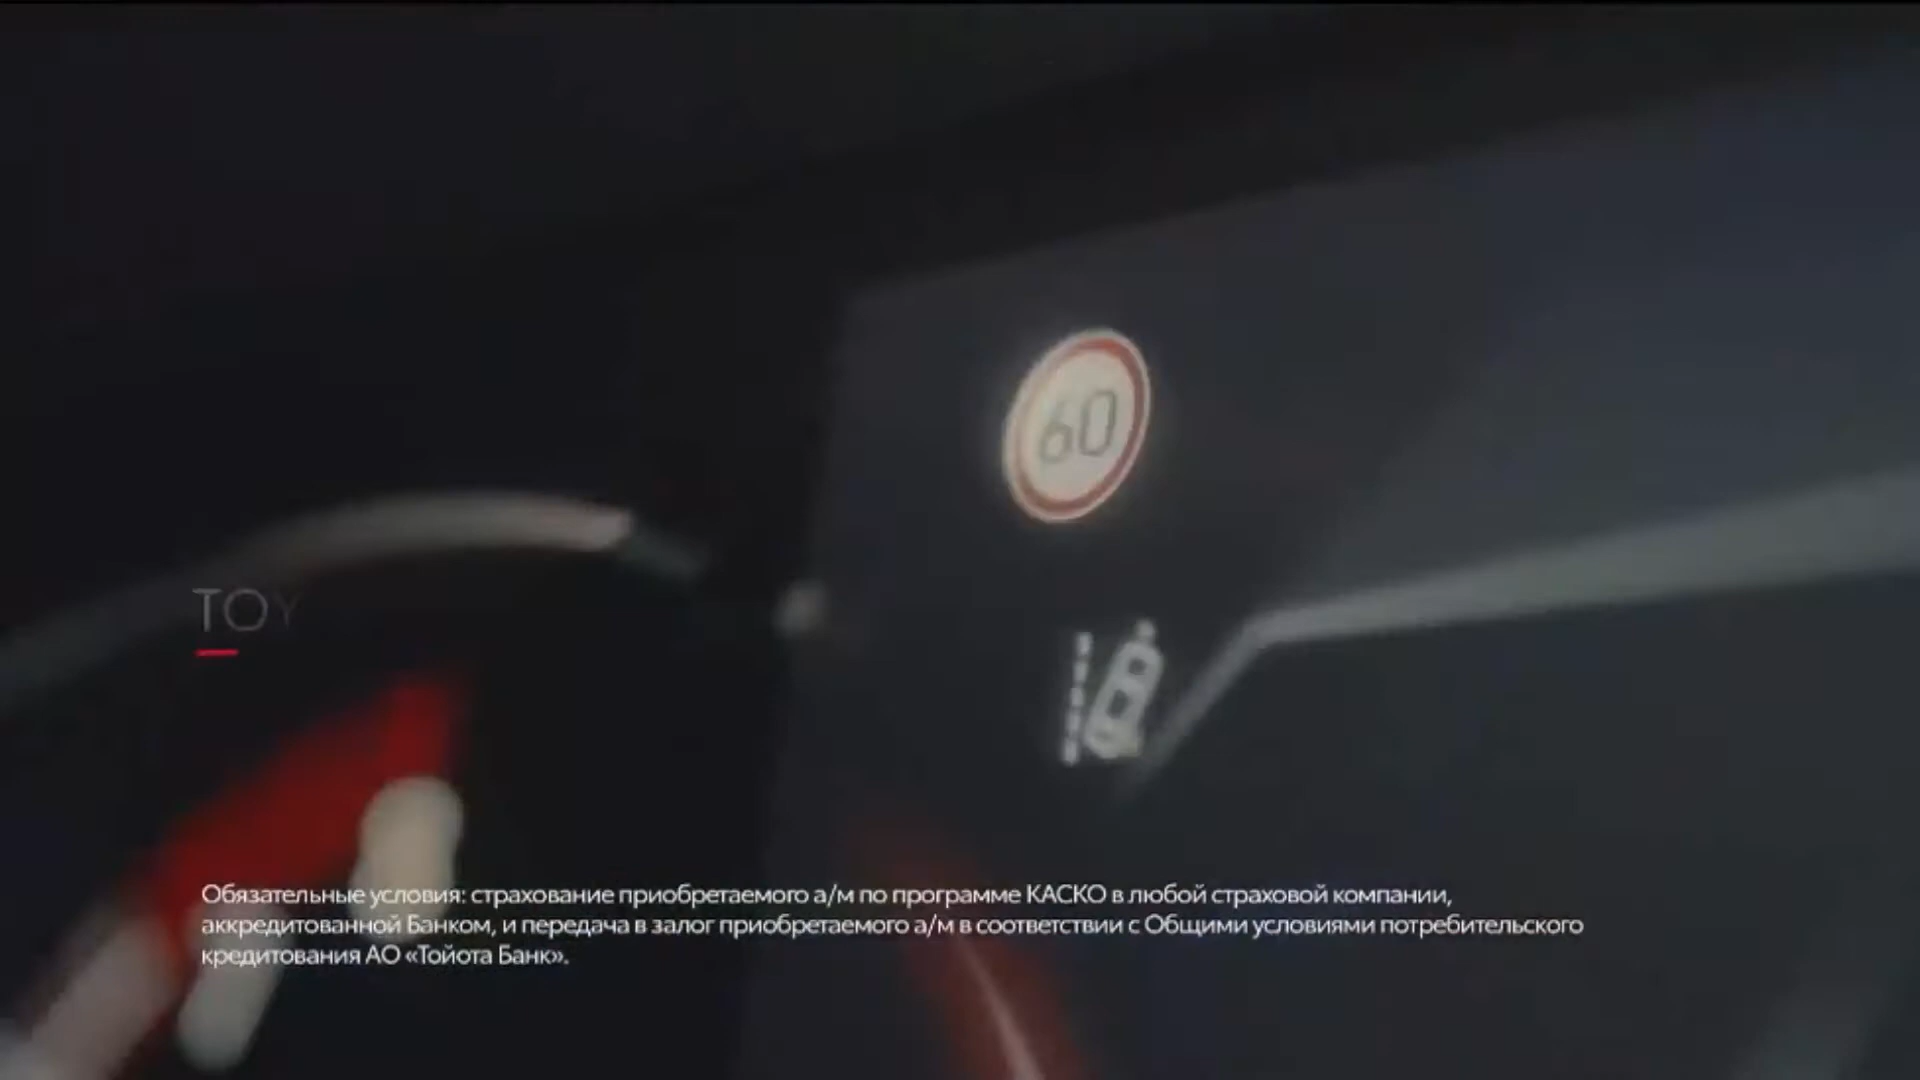 60
TOY
Обязательные условия: страхование приобретаемого а/м по программе КАСКО в любой страховой компании,
аккредитованной Банком, и передача в залог приобретаемого а/м в соответствии с Общими условиями потребительского
кредитования АО «Тойота Банк».